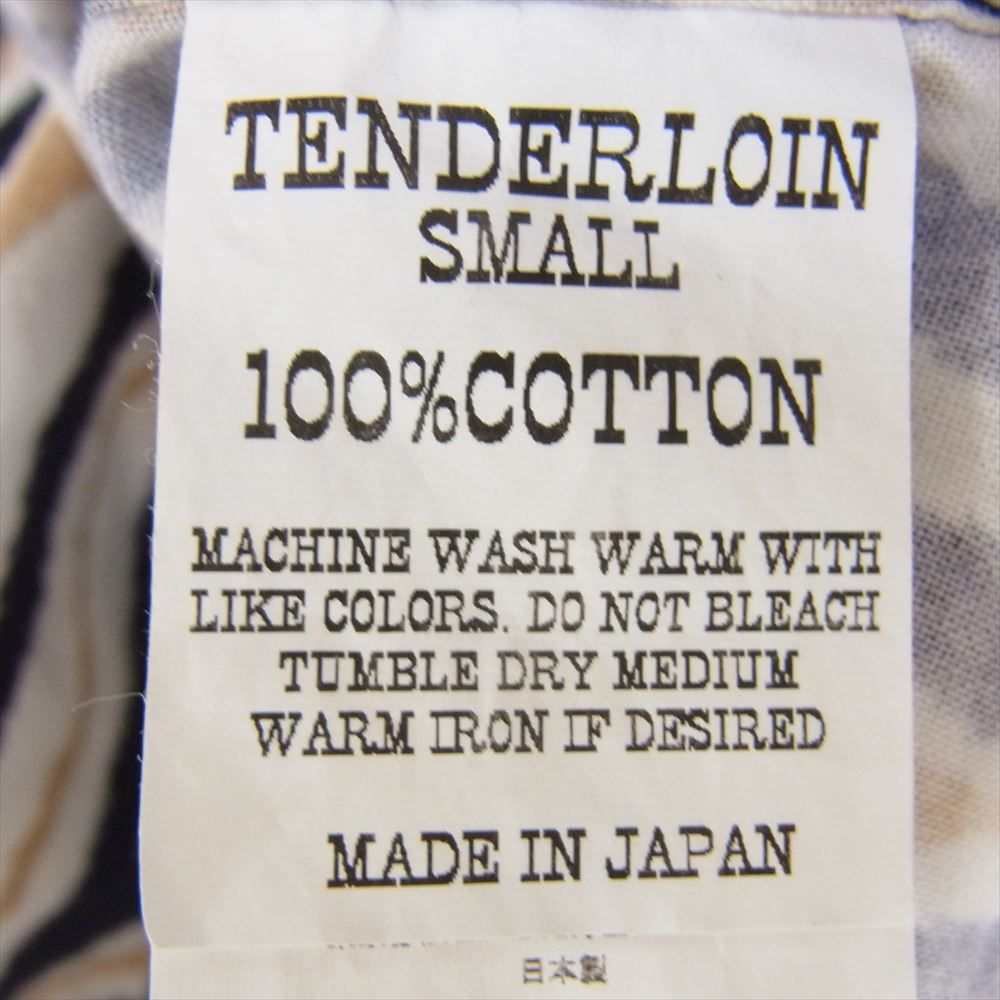 TENDERLOIN
SMALL
100%COTTON
MACHINE WASH WARM WITH
LIKE COLORS. DO NOT BLEACH
TUMBLE DRY MEDIUM
WARM IRON IF DESIRED
MADE IN JAPAN
日本製